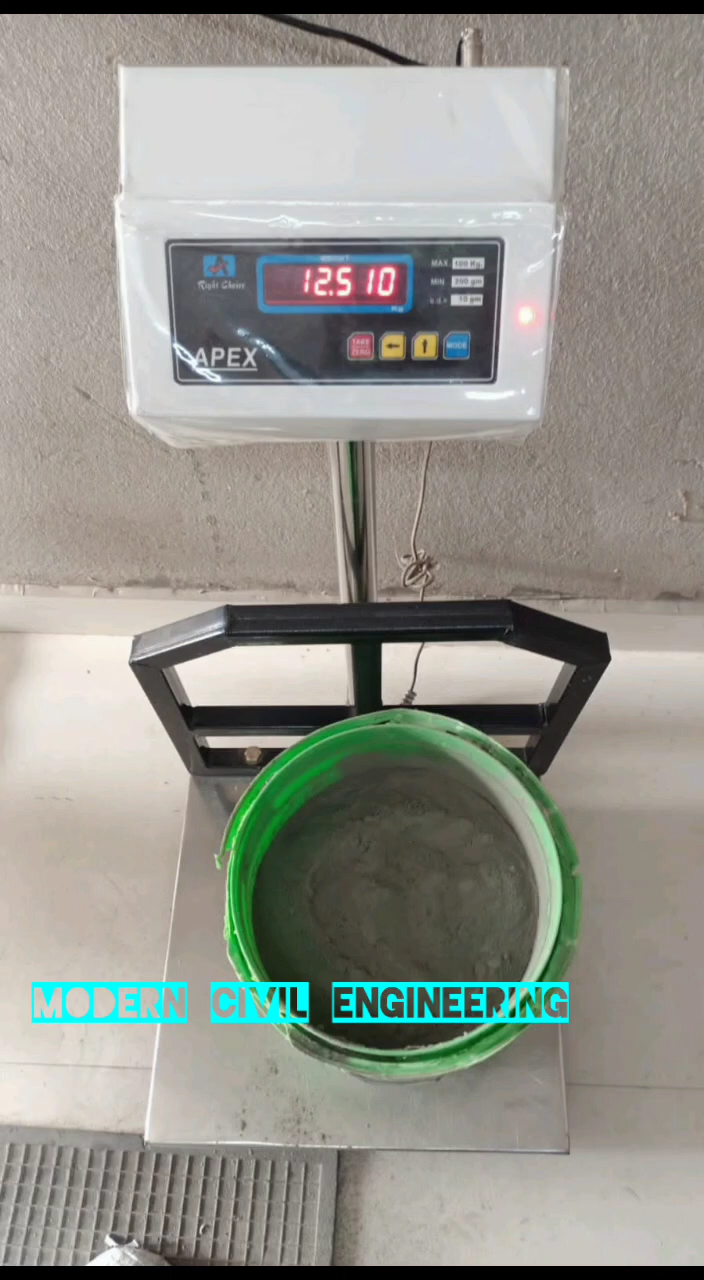 WEIGHT
12.510
Kg
Right Choice
APEX
MAX 100 Kg
MIN 200 gm
e.d.= 10 gm
TARE
ZERO
MODE
MODERN CIVIL ENGINEERING